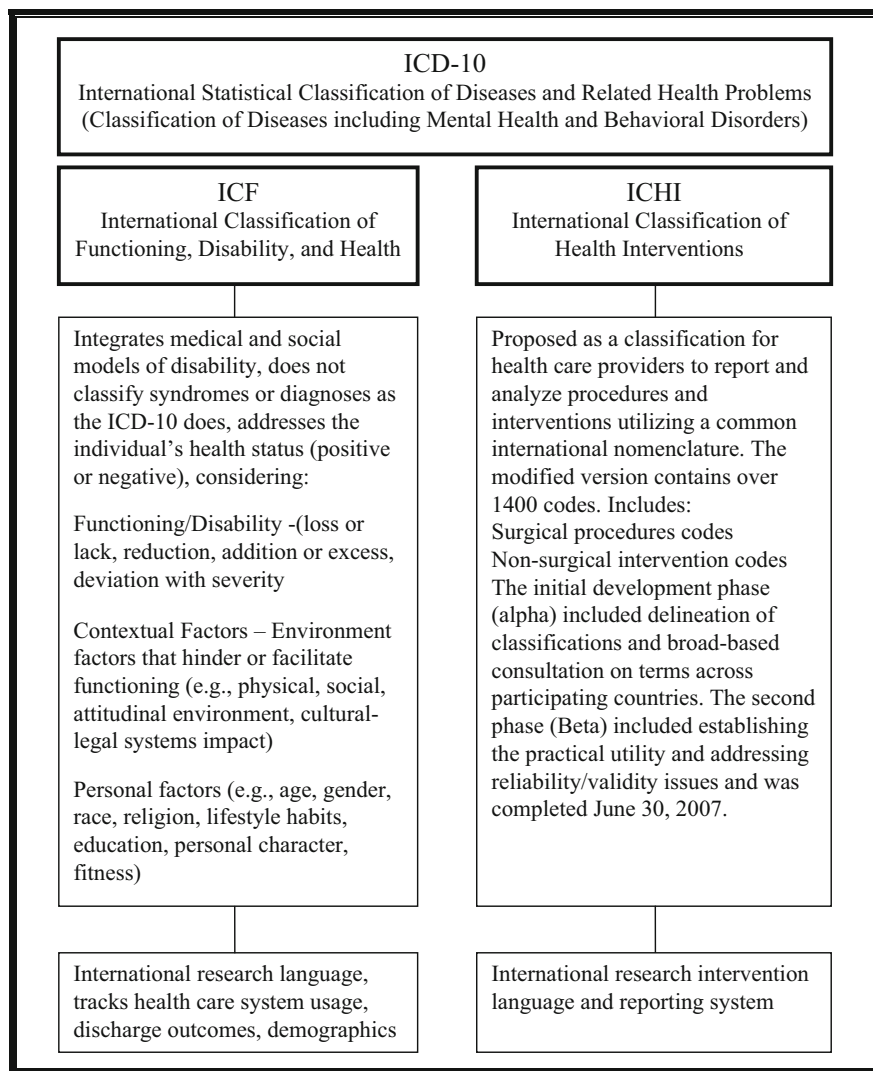 ICD-10
International Statistical Classification of Diseases and Related Health Problems
(Classification of Diseases including Mental Health and Behavioral Disorders)
ICF
International Classification of
Functioning, Disability, and Health
Integrates medical and social
models of disability, does not
classify syndromes or diagnoses as
the ICD-10 does, addresses the
individual's health status (positive
or negative), considering:
Functioning/Disability -(loss or
lack, reduction, addition or excess,
deviation with severity
Contextual Factors – Environment
factors that hinder or facilitate
functioning (e.g., physical, social,
attitudinal environment, cultural-
legal systems impact)
Personal factors (e.g., age, gender,
race, religion, lifestyle habits,
education, personal character,
fitness)
International research language,
tracks health care system usage,
discharge outcomes, demographics
ICHI
International Classification of
Health Interventions
Proposed as a classification for
health care providers to report and
analyze procedures and
interventions utilizing a common
international nomenclature. The
modified version contains over
1400 codes. Includes:
Surgical procedures codes
Non-surgical intervention codes
The initial development phase
(alpha) included delineation of
classifications and broad-based
consultation on terms across
participating countries. The second
phase (Beta) included establishing
the practical utility and addressing
reliability/validity issues and was
completed June 30, 2007.
International research intervention
language and reporting system